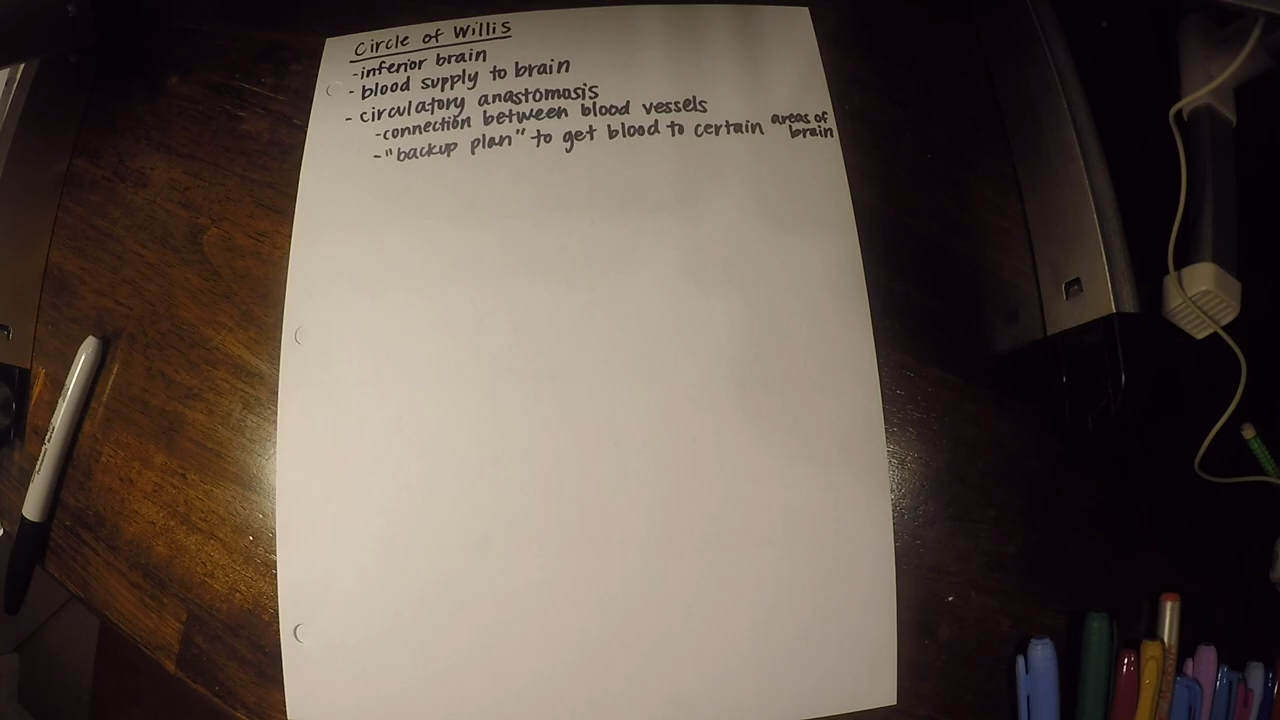 Circle of Willis
-inferior brain
- blood supply to brain
- circulatory anastomosis
-connection between blood vessels
-"backup plan" to get blood to certain areas of brain